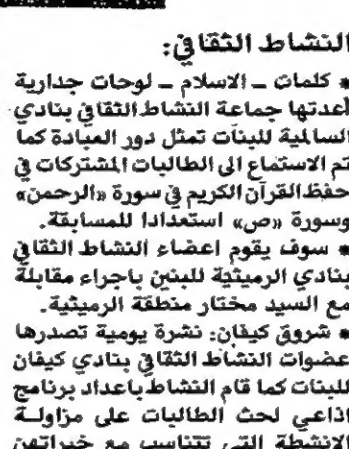 النشاط الثقافي:
* كلمات ـ الاسلام ـ لوحات جدارية
أعدتها جماعة النشاط الثقافي بنادي
السالمية للبنات تمثل دور العبادة كما
تم الاستماع الى الطالبات المشتركات في
حفظ القرآن الكريم في سورة «الرحمن»
وسورة «ص» استعدادا للمسابقة.
* سوف يقوم اعضاء النشاط الثقافي
بنادي الرميثية للبنين باجراء مقابلة
مع السيد مختار منطقة الرميثية.
* شروق كيفان: نشرة يومية تصدرها
عضوات النشاط الثقافي بنادي كيفان
للبنات كما قام النشاط باعداد برنامج
اذاعي لحث الطالبات على مزاولة
الانشطة التي تتناسب مع خبراتهن